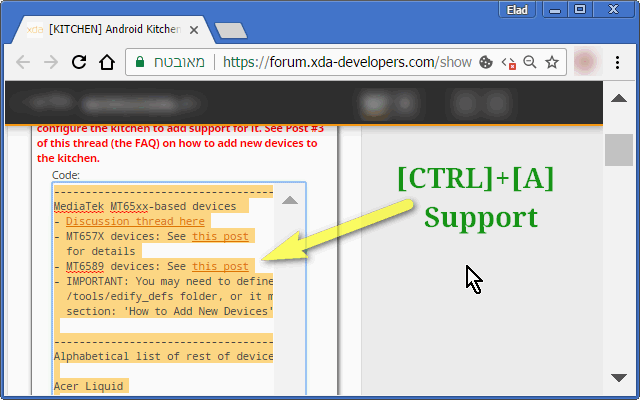 Elad
xda [KITCHEN] Android Kitchen
מאובטח https://forum.xda-developers.com/show
configure the kitchen to add support for it. See Post #3
of this thread (the FAQ) on how to add new devices to
the kitchen.
Code:
----------------------------------
MediaTek MT65xx-based devices
- Discussion thread here
- MT657X devices: See this post
for details
- MT6589 devices: See this post
- IMPORTANT: You may need to define
/tools/edify_defs folder, or it m
section: 'How to Add New Devices'
----------------------------------
Alphabetical list of rest of device
Acer Liquid
[CTRL]+[A]
Support